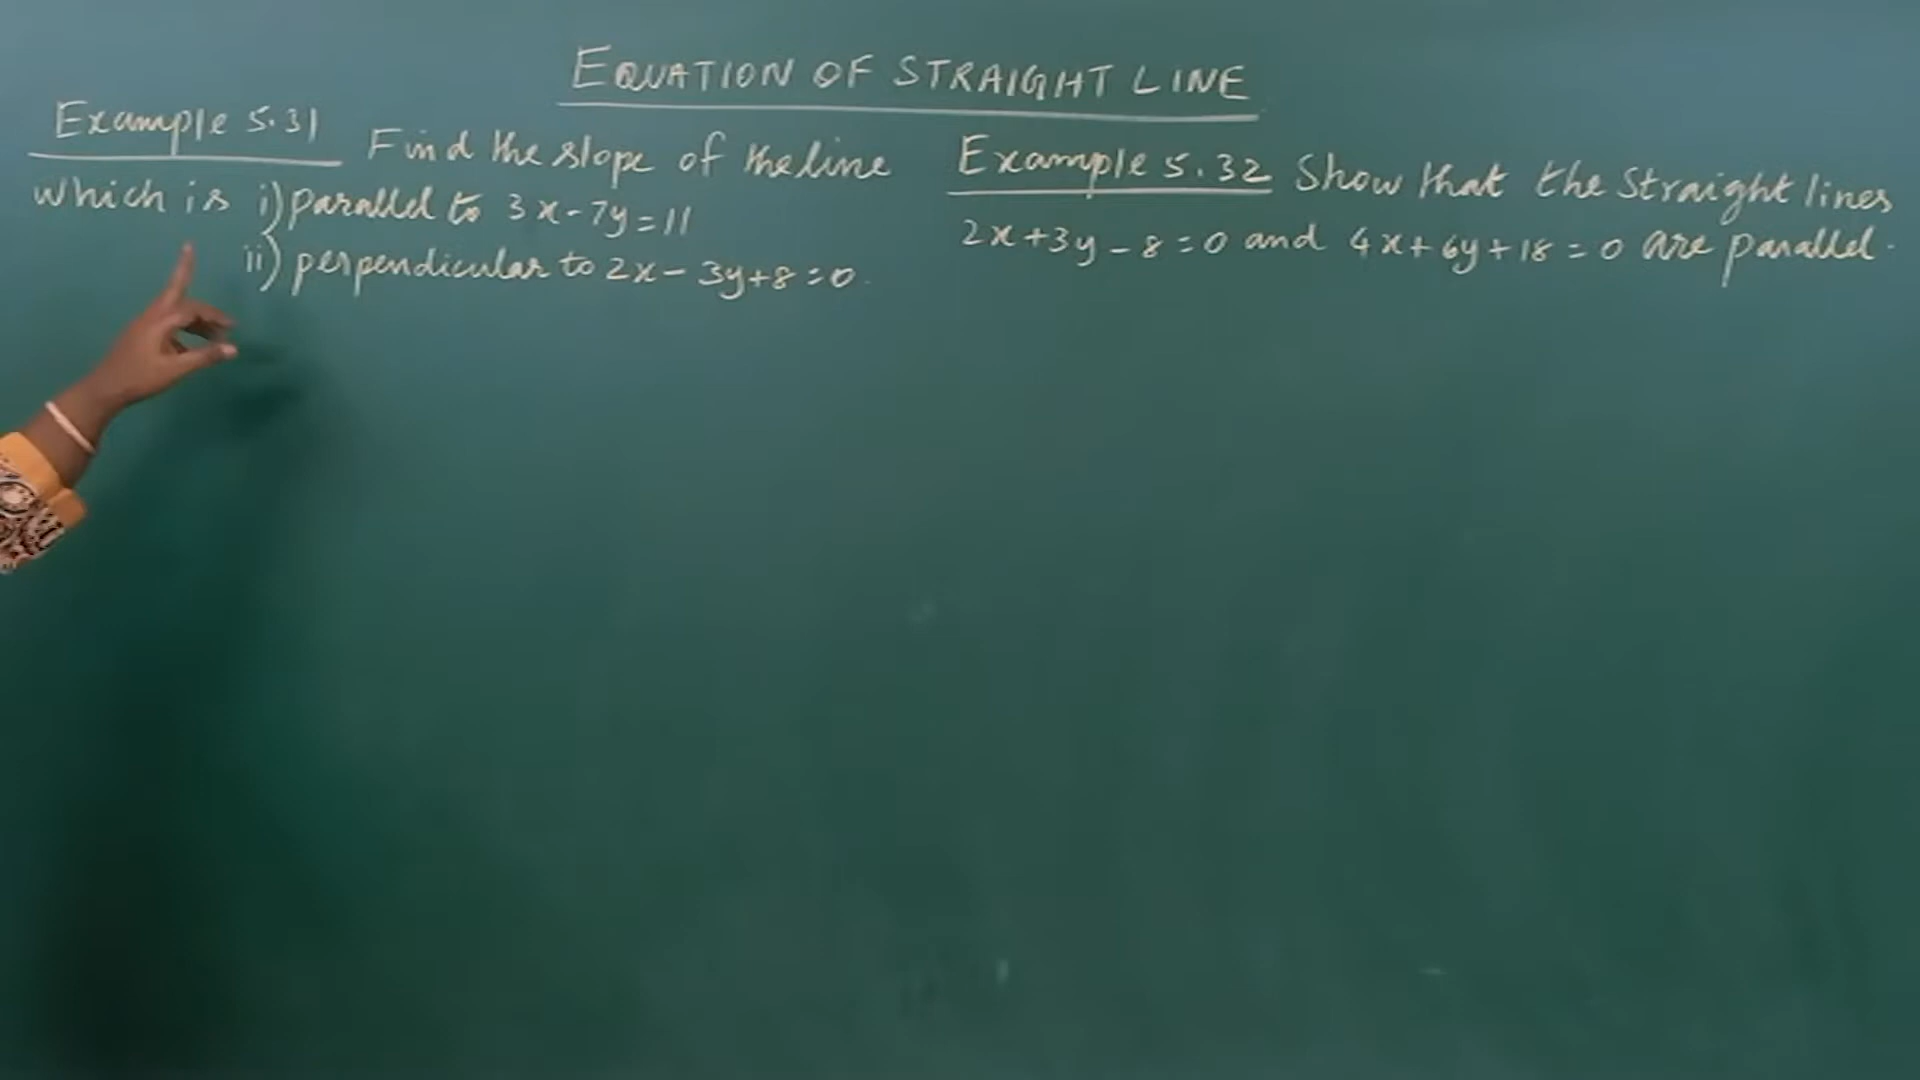 EQUATION OF STRAIGHT LINE
Example 5.31 Find the slope of the line
which is i) parallel to 3x-7y=11
ii) perpendicular to 2x-3y+8=0.
Example 5.32 Show that the straight lines
2x+3y-8=0 and 4x+6y+18=0 are parallel.